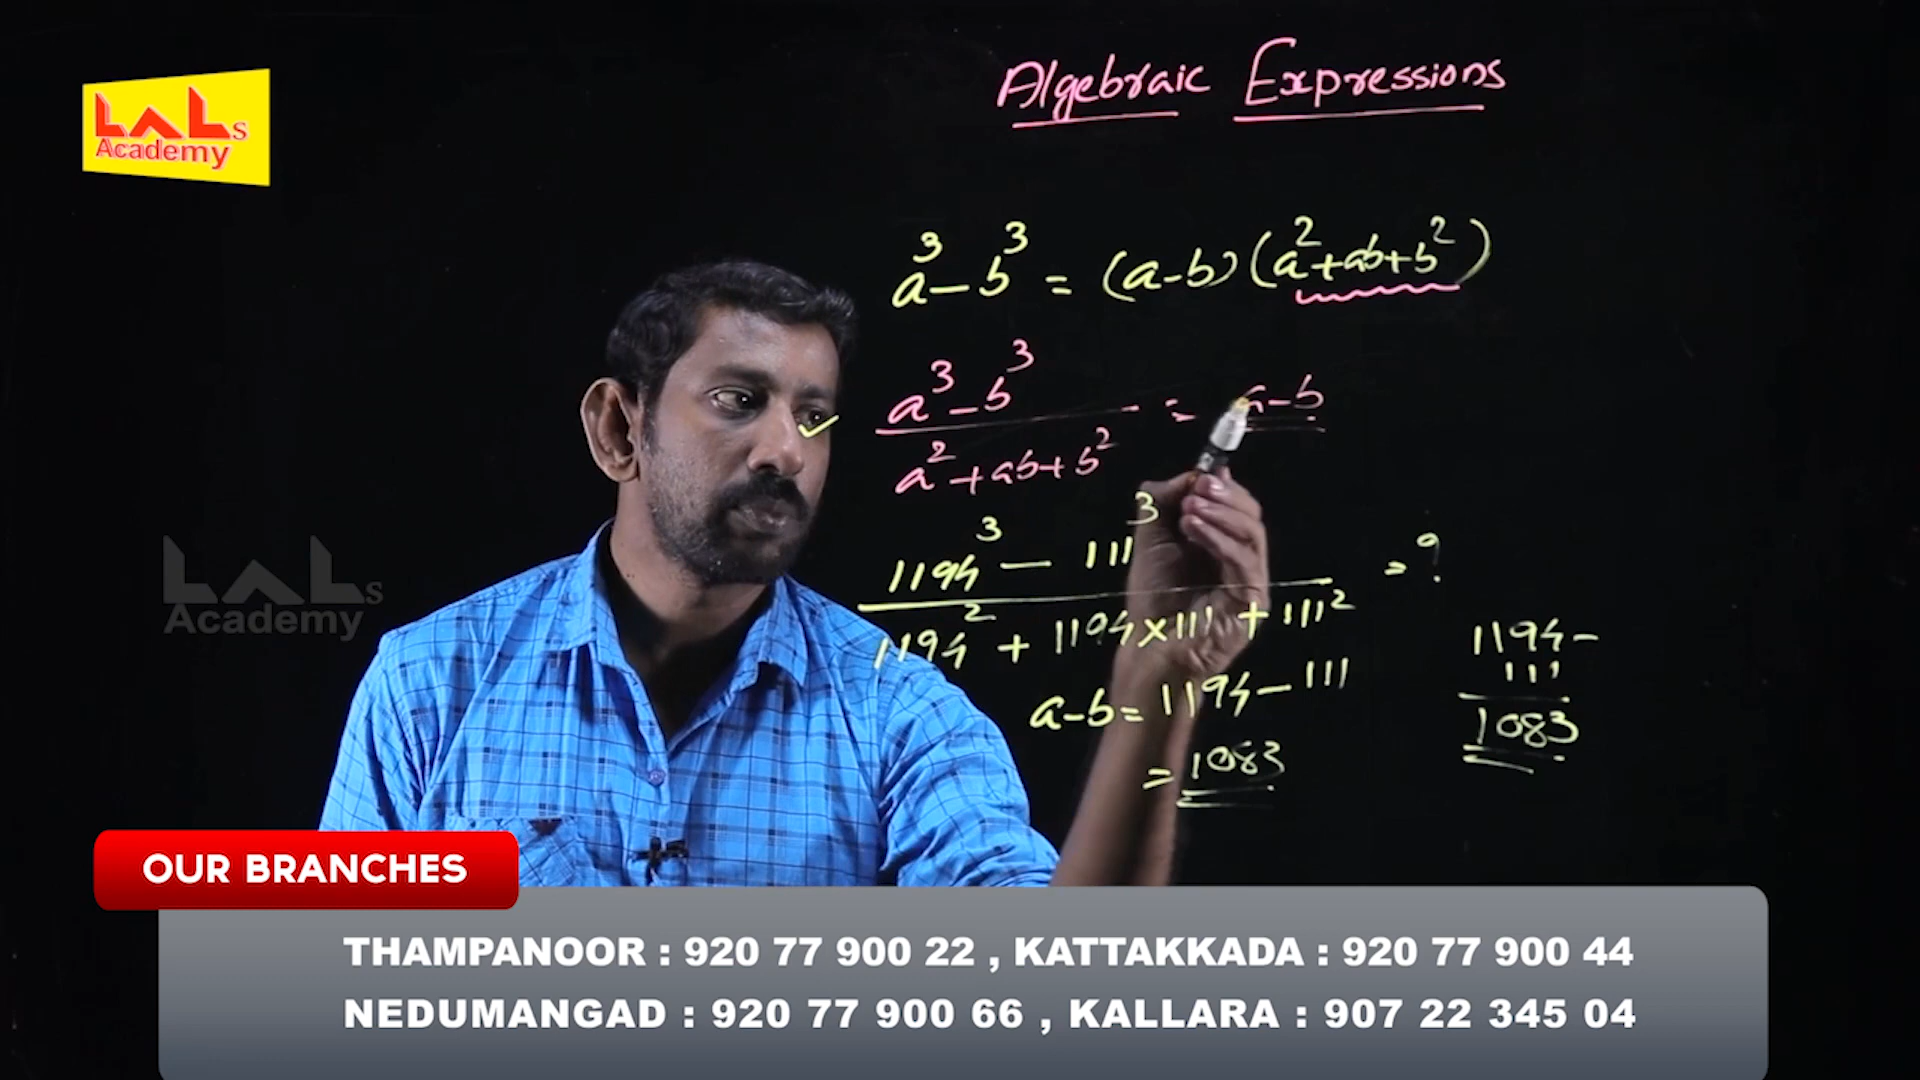 Algebraic Expressions
LALs
Academy
a³ - b³ = (a-b) (a²+ab+b²)
a³ - b³ / a² + ab + b² = a-b
1194³ - 111³ / 1194² + 1194×111 + 111² = ?
a-b = 1194 - 111
= 1083
1194 -
111
1083
LALs
Academy
OUR BRANCHES
THAMPANOOR : 920 77 900 22 , KATTAKKADA : 920 77 900 44
NEDUMANGAD : 920 77 900 66 , KALLARA : 907 22 345 04